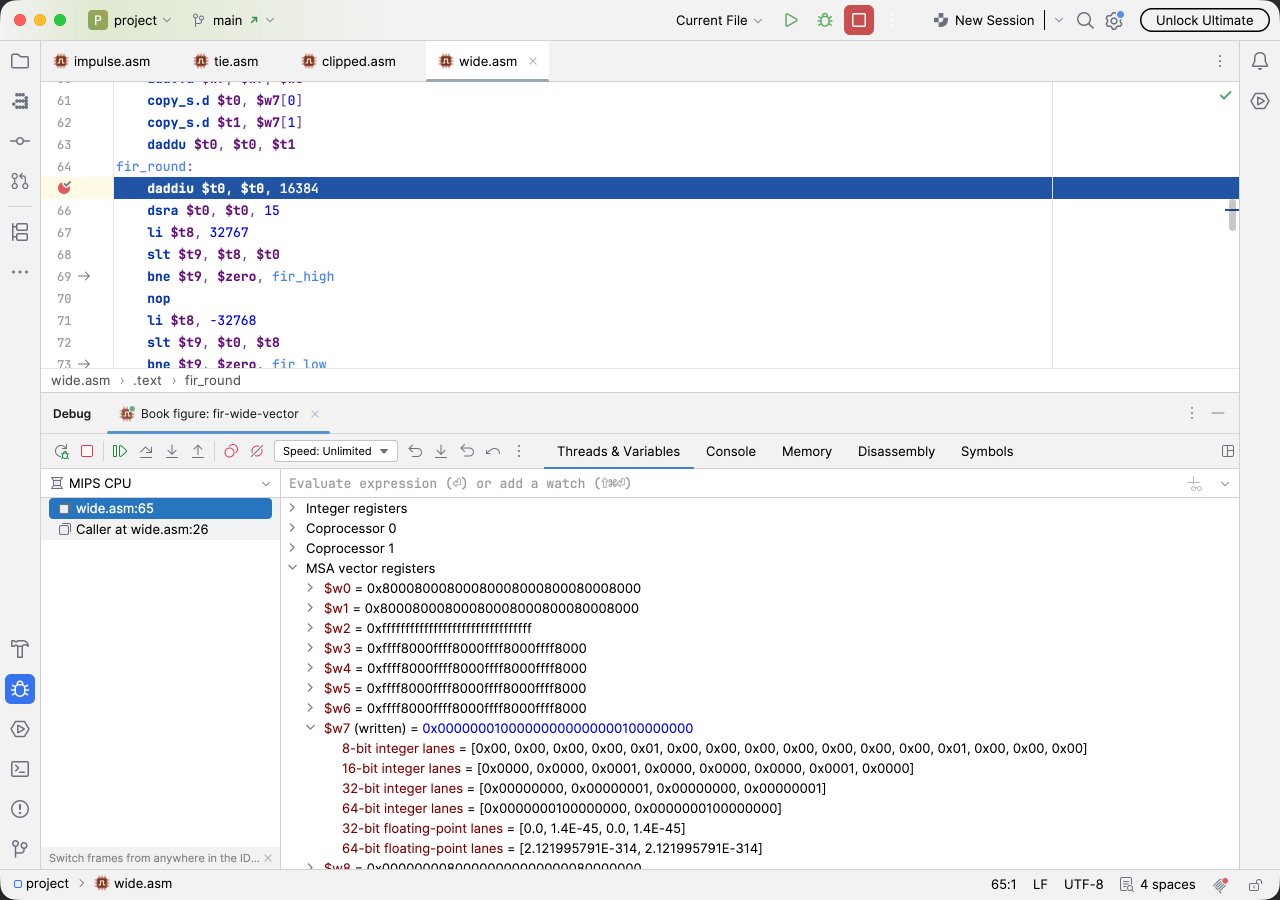 P project main Current File New Session Unlock Ultimate
impulse.asm tie.asm clipped.asm wide.asm
61 copy_s.d $t0, $w7[0]
62 copy_s.d $t1, $w7[1]
63 daddu $t0, $t0, $t1
64 fir_round:
daddiu $t0, $t0, 16384
66 dsra $t0, $t0, 15
67 li $t8, 32767
68 slt $t9, $t8, $t0
69 bne $t9, $zero, fir_high
70 nop
71 li $t8, -32768
72 slt $t9, $t0, $t8
73 bne $t9, $zero, fir_low
wide.asm › .text › fir_round
Debug Book figure: fir-wide-vector
Speed: Unlimited Threads & Variables Console Memory Disassembly Symbols
MIPS CPU
wide.asm:65
Caller at wide.asm:26
Switch frames from anywhere in the ID...
Evaluate expression (⏎) or add a watch (⇧⌘⏎)
Integer registers
Coprocessor 0
Coprocessor 1
MSA vector registers
$w0 = 0x80008000800080008000800080008000
$w1 = 0x80008000800080008000800080008000
$w2 = 0xffffffffffffffffffffffffffffffff
$w3 = 0xffff8000ffff8000ffff8000ffff8000
$w4 = 0xffff8000ffff8000ffff8000ffff8000
$w5 = 0xffff8000ffff8000ffff8000ffff8000
$w6 = 0xffff8000ffff8000ffff8000ffff8000
$w7 (written) = 0x00000001000000000000000100000000
8-bit integer lanes = [0x00, 0x00, 0x00, 0x00, 0x01, 0x00, 0x00, 0x00, 0x00, 0x00, 0x00, 0x00, 0x01, 0x00, 0x00, 0x00]
16-bit integer lanes = [0x0000, 0x0000, 0x0001, 0x0000, 0x0000, 0x0000, 0x0001, 0x0000]
32-bit integer lanes = [0x00000000, 0x00000001, 0x00000000, 0x00000001]
64-bit integer lanes = [0x0000000100000000, 0x0000000100000000]
32-bit floating-point lanes = [0.0, 1.4E-45, 0.0, 1.4E-45]
64-bit floating-point lanes = [2.121995791E-314, 2.121995791E-314]
project › wide.asm 65:1 LF UTF-8 4 spaces